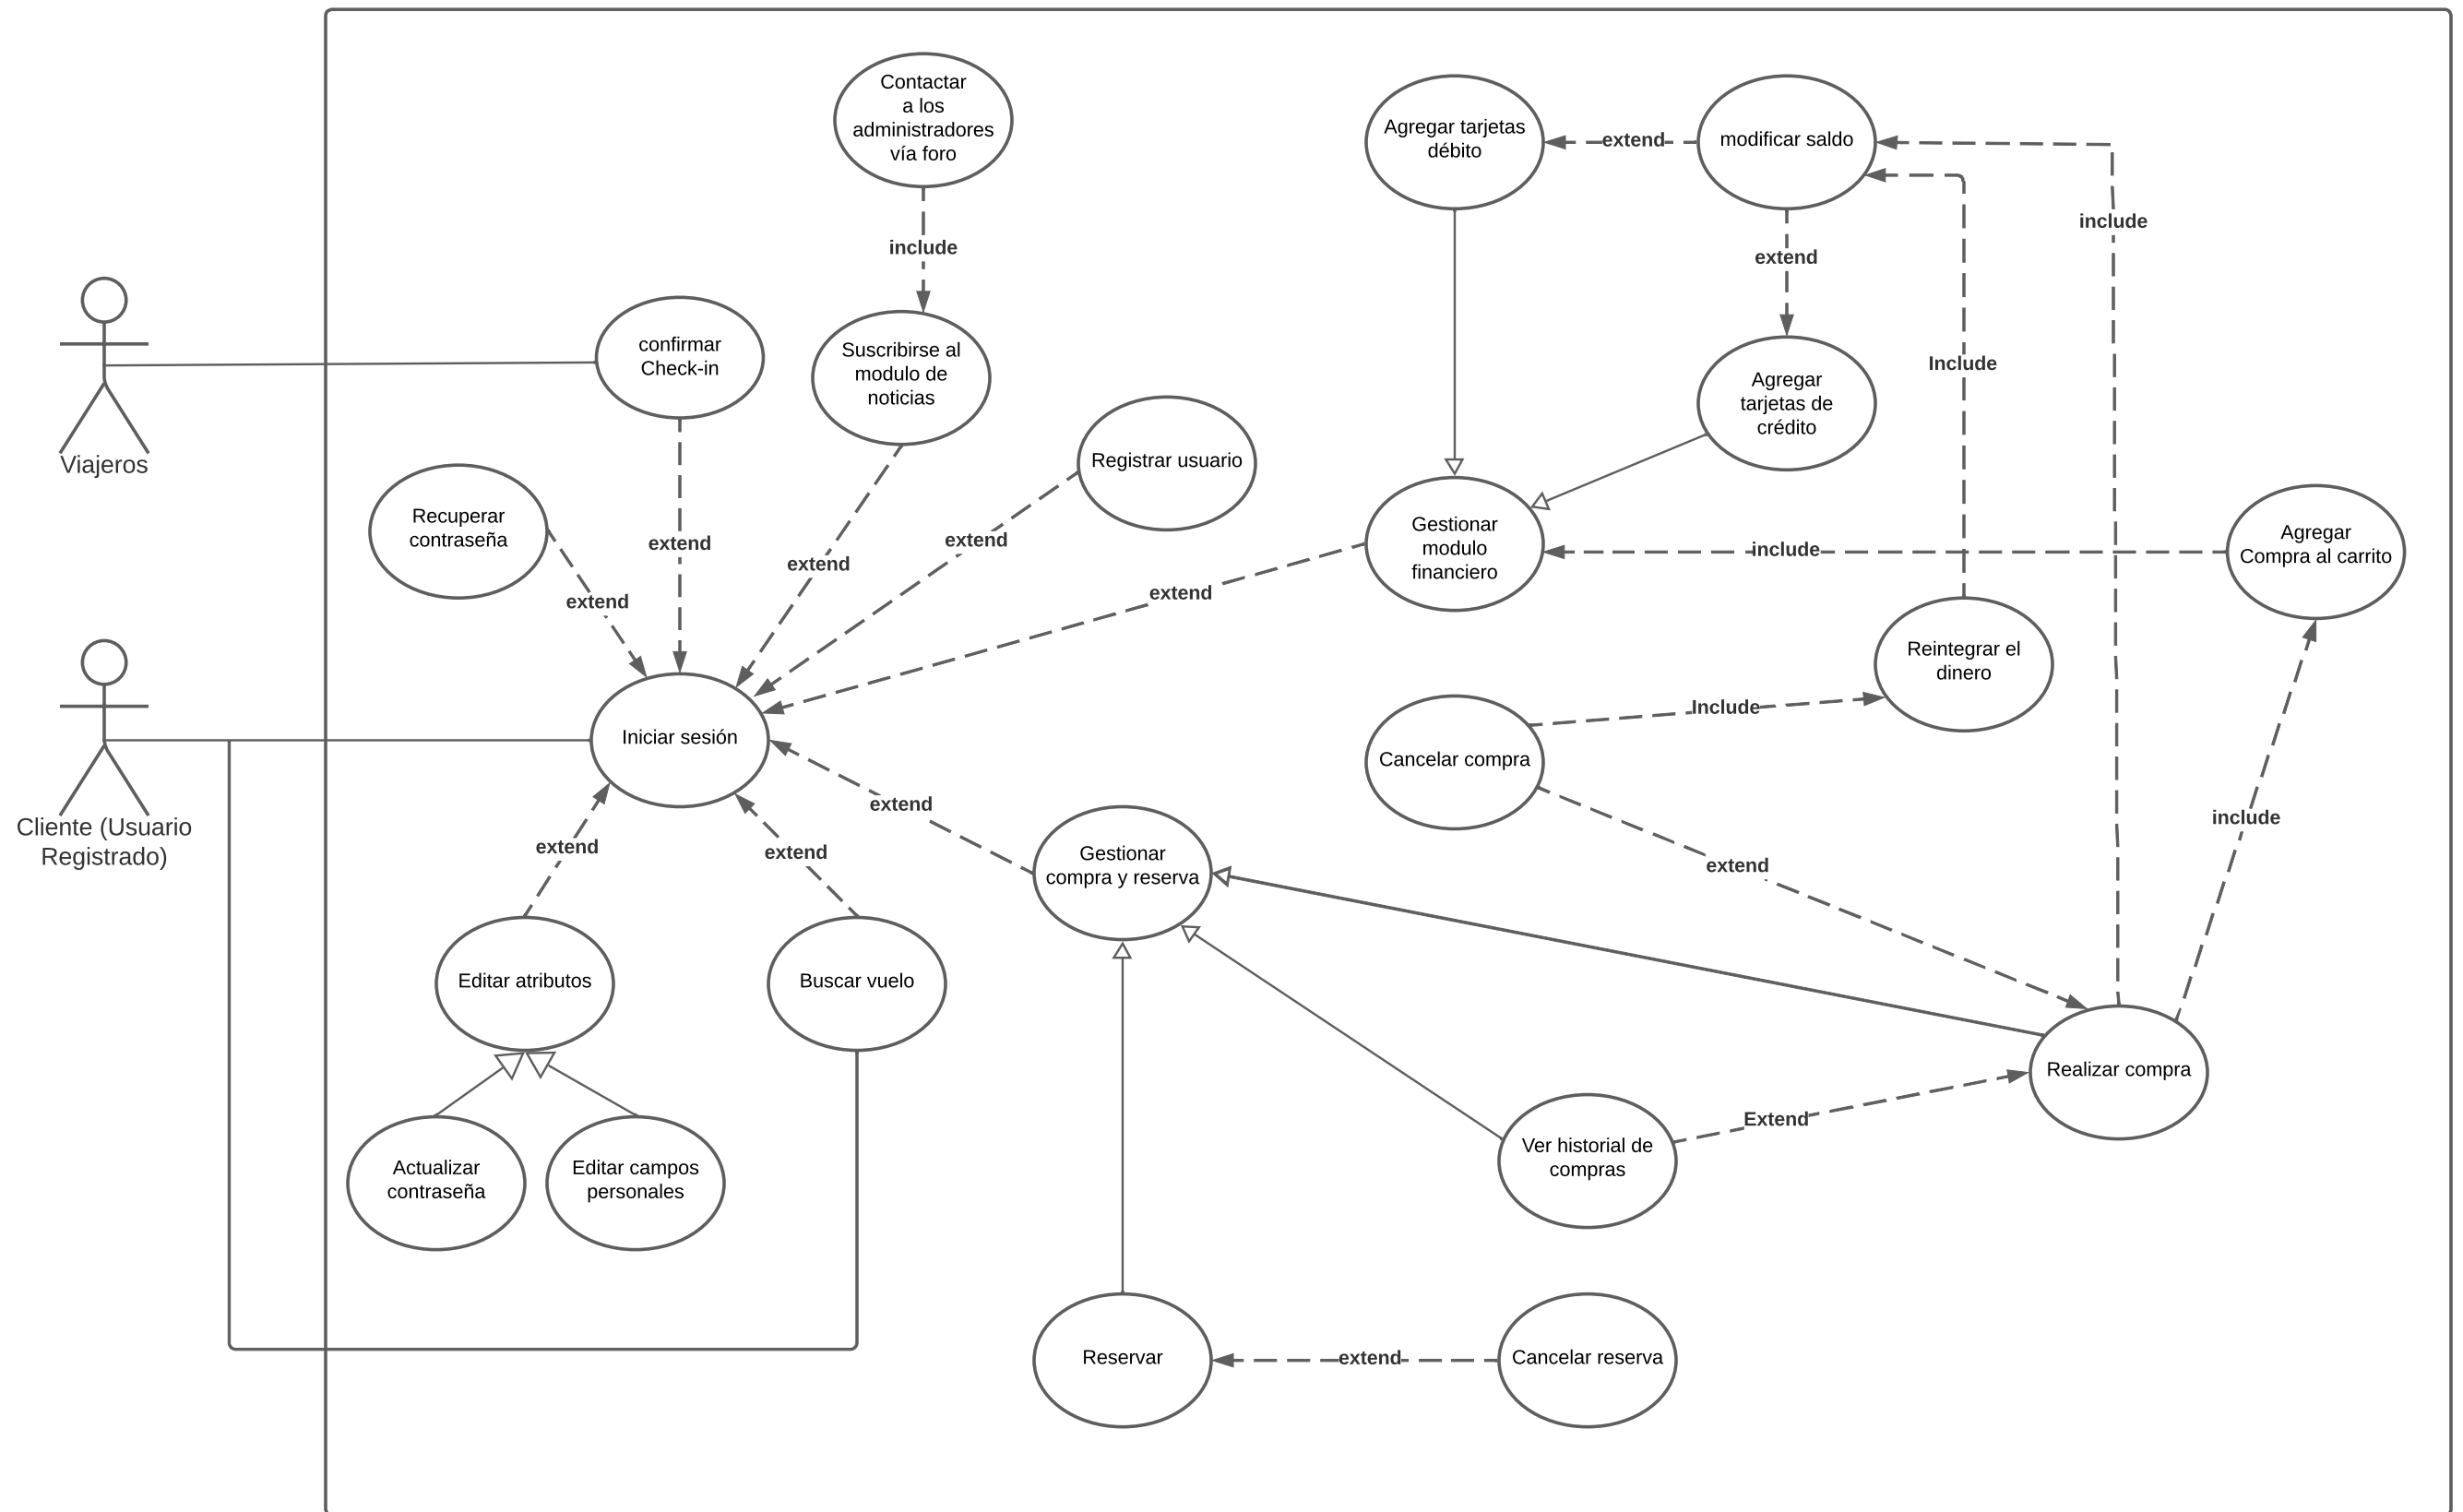 Contactar
a los
administradores
vía foro
Agregar tarjetas
débito
extend
modificar saldo
include
include
extend
Viajeros
confirmar
Check-in
Suscribirse al
modulo de
noticias
Include
Agregar
tarjetas de
crédito
Registrar usuario
Recuperar
contraseña
extend
extend
extend
extend
extend
Gestionar
modulo
financiero
include
Agregar
Compra al carrito
Reintegrar el
dinero
Include
Cancelar compra
Iniciar sesión
Cliente (Usuario
Registrado)
extend
extend
extend
include
extend
Gestionar
compra y reserva
Editar atributos
Buscar vuelo
Realizar compra
Extend
Ver historial de
compras
Actualizar
contraseña
Editar campos
personales
Reservar
extend
Cancelar reserva